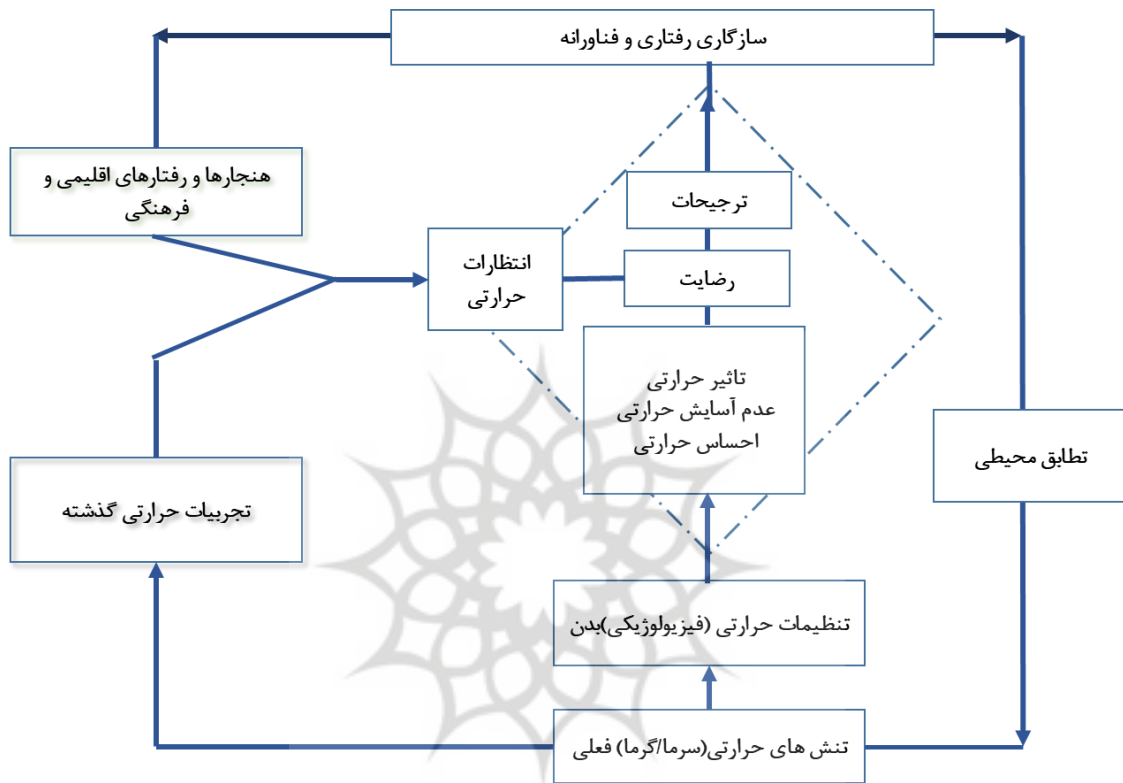 سازگاری رفتاری و فناورانه
هنجارها و رفتارهای اقلیمی و
فرهنگی
ترجیحات
انتظارات
حرارتی
رضایت
تاثیر حرارتی
عدم آسایش حرارتی
احساس حرارتی
تطابق محیطی
تجربیات حرارتی گذشته
تنظیمات حرارتی (فیزیولوژیکی)بدن
تنش های حرارتی(سرما/گرما) فعلی